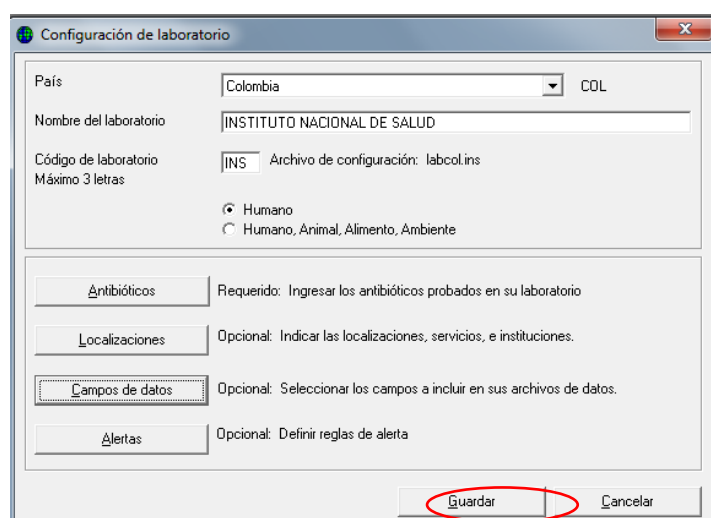 Configuración de laboratorio
País
Colombia
COL
Nombre del laboratorio
INSTITUTO NACIONAL DE SALUD
Código de laboratorio
Máximo 3 letras
INS
Archivo de configuración: labcol.ins
Humano
Humano, Animal, Alimento, Ambiente
Antibióticos
Requerido: Ingresar los antibióticos probados en su laboratorio
Localizaciones
Opcional: Indicar las localizaciones, servicios, e instituciones.
Campos de datos
Opcional: Seleccionar los campos a incluir en sus archivos de datos.
Alertas
Opcional: Definir reglas de alerta
Guardar
Cancelar